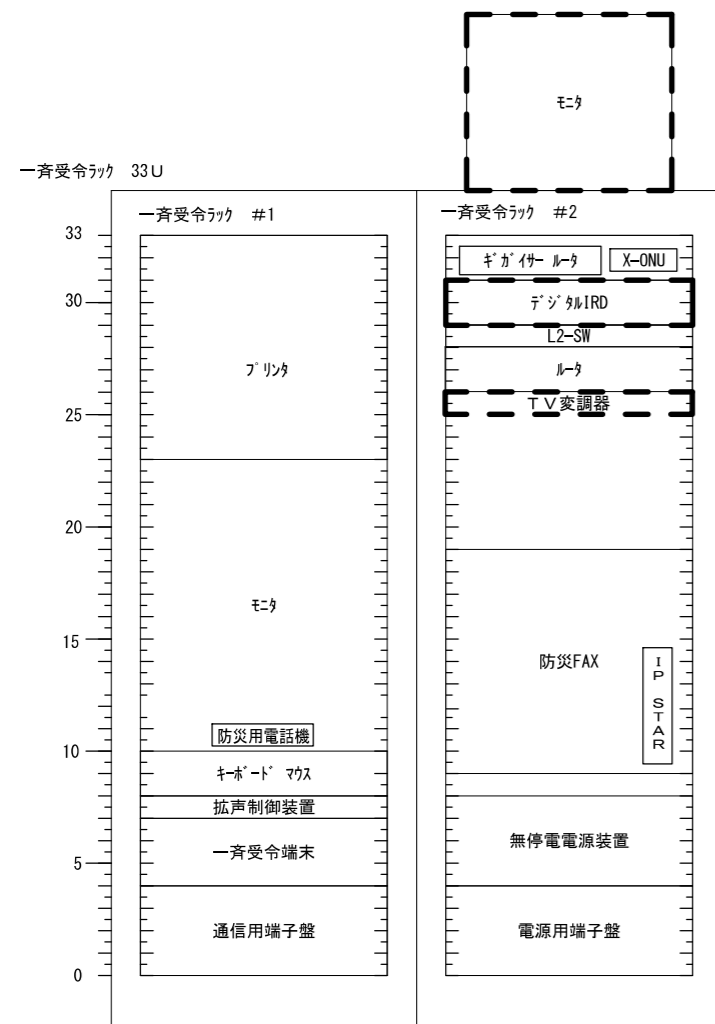 ﾓﾆﾀ
一斉受令ﾗｯｸ 33U
一斉受令ﾗｯｸ #1
一斉受令ﾗｯｸ #2
33
30
25
20
15
10
5
0
ﾌﾟﾘﾝﾀ
ﾓﾆﾀ
防災用電話機
ｷｰﾎﾞｰﾄﾞ ﾏｳｽ
拡声制御装置
一斉受令端末
通信用端子盤
ｷﾞｶﾞｲｻｰ ﾙｰﾀ
X-ONU
ﾃﾞｼﾞﾀﾙIRD
L2-SW
ﾙｰﾀ
ＴＶ変調器
防災FAX
IP STAR
無停電電源装置
電源用端子盤